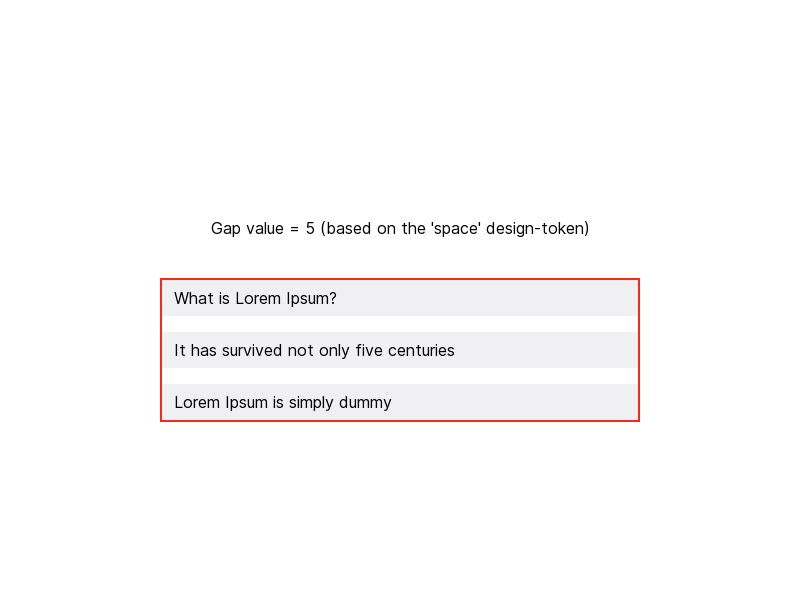 Gap value = 5 (based on the 'space' design-token)
What is Lorem Ipsum?
It has survived not only five centuries
Lorem Ipsum is simply dummy